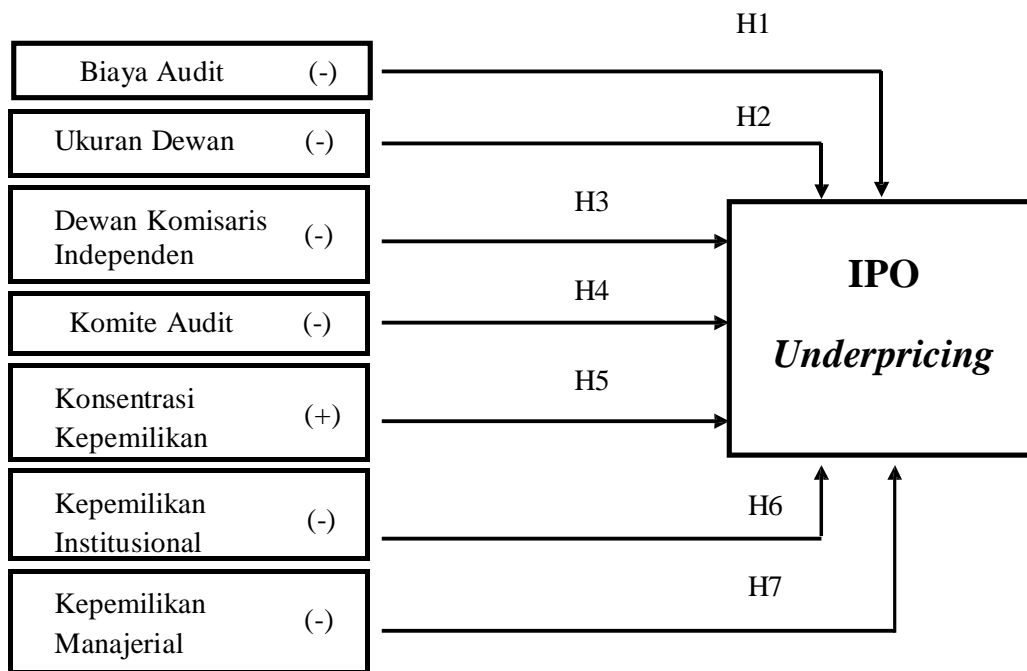 H1
Biaya Audit (-)
H2
Ukuran Dewan (-)
H3
Dewan Komisaris
Independen (-)
IPO
Underpricing
H4
Komite Audit (-)
H5
Konsentrasi
Kepemilikan (+)
H6
Kepemilikan
Institusional (-)
H7
Kepemilikan
Manajerial (-)